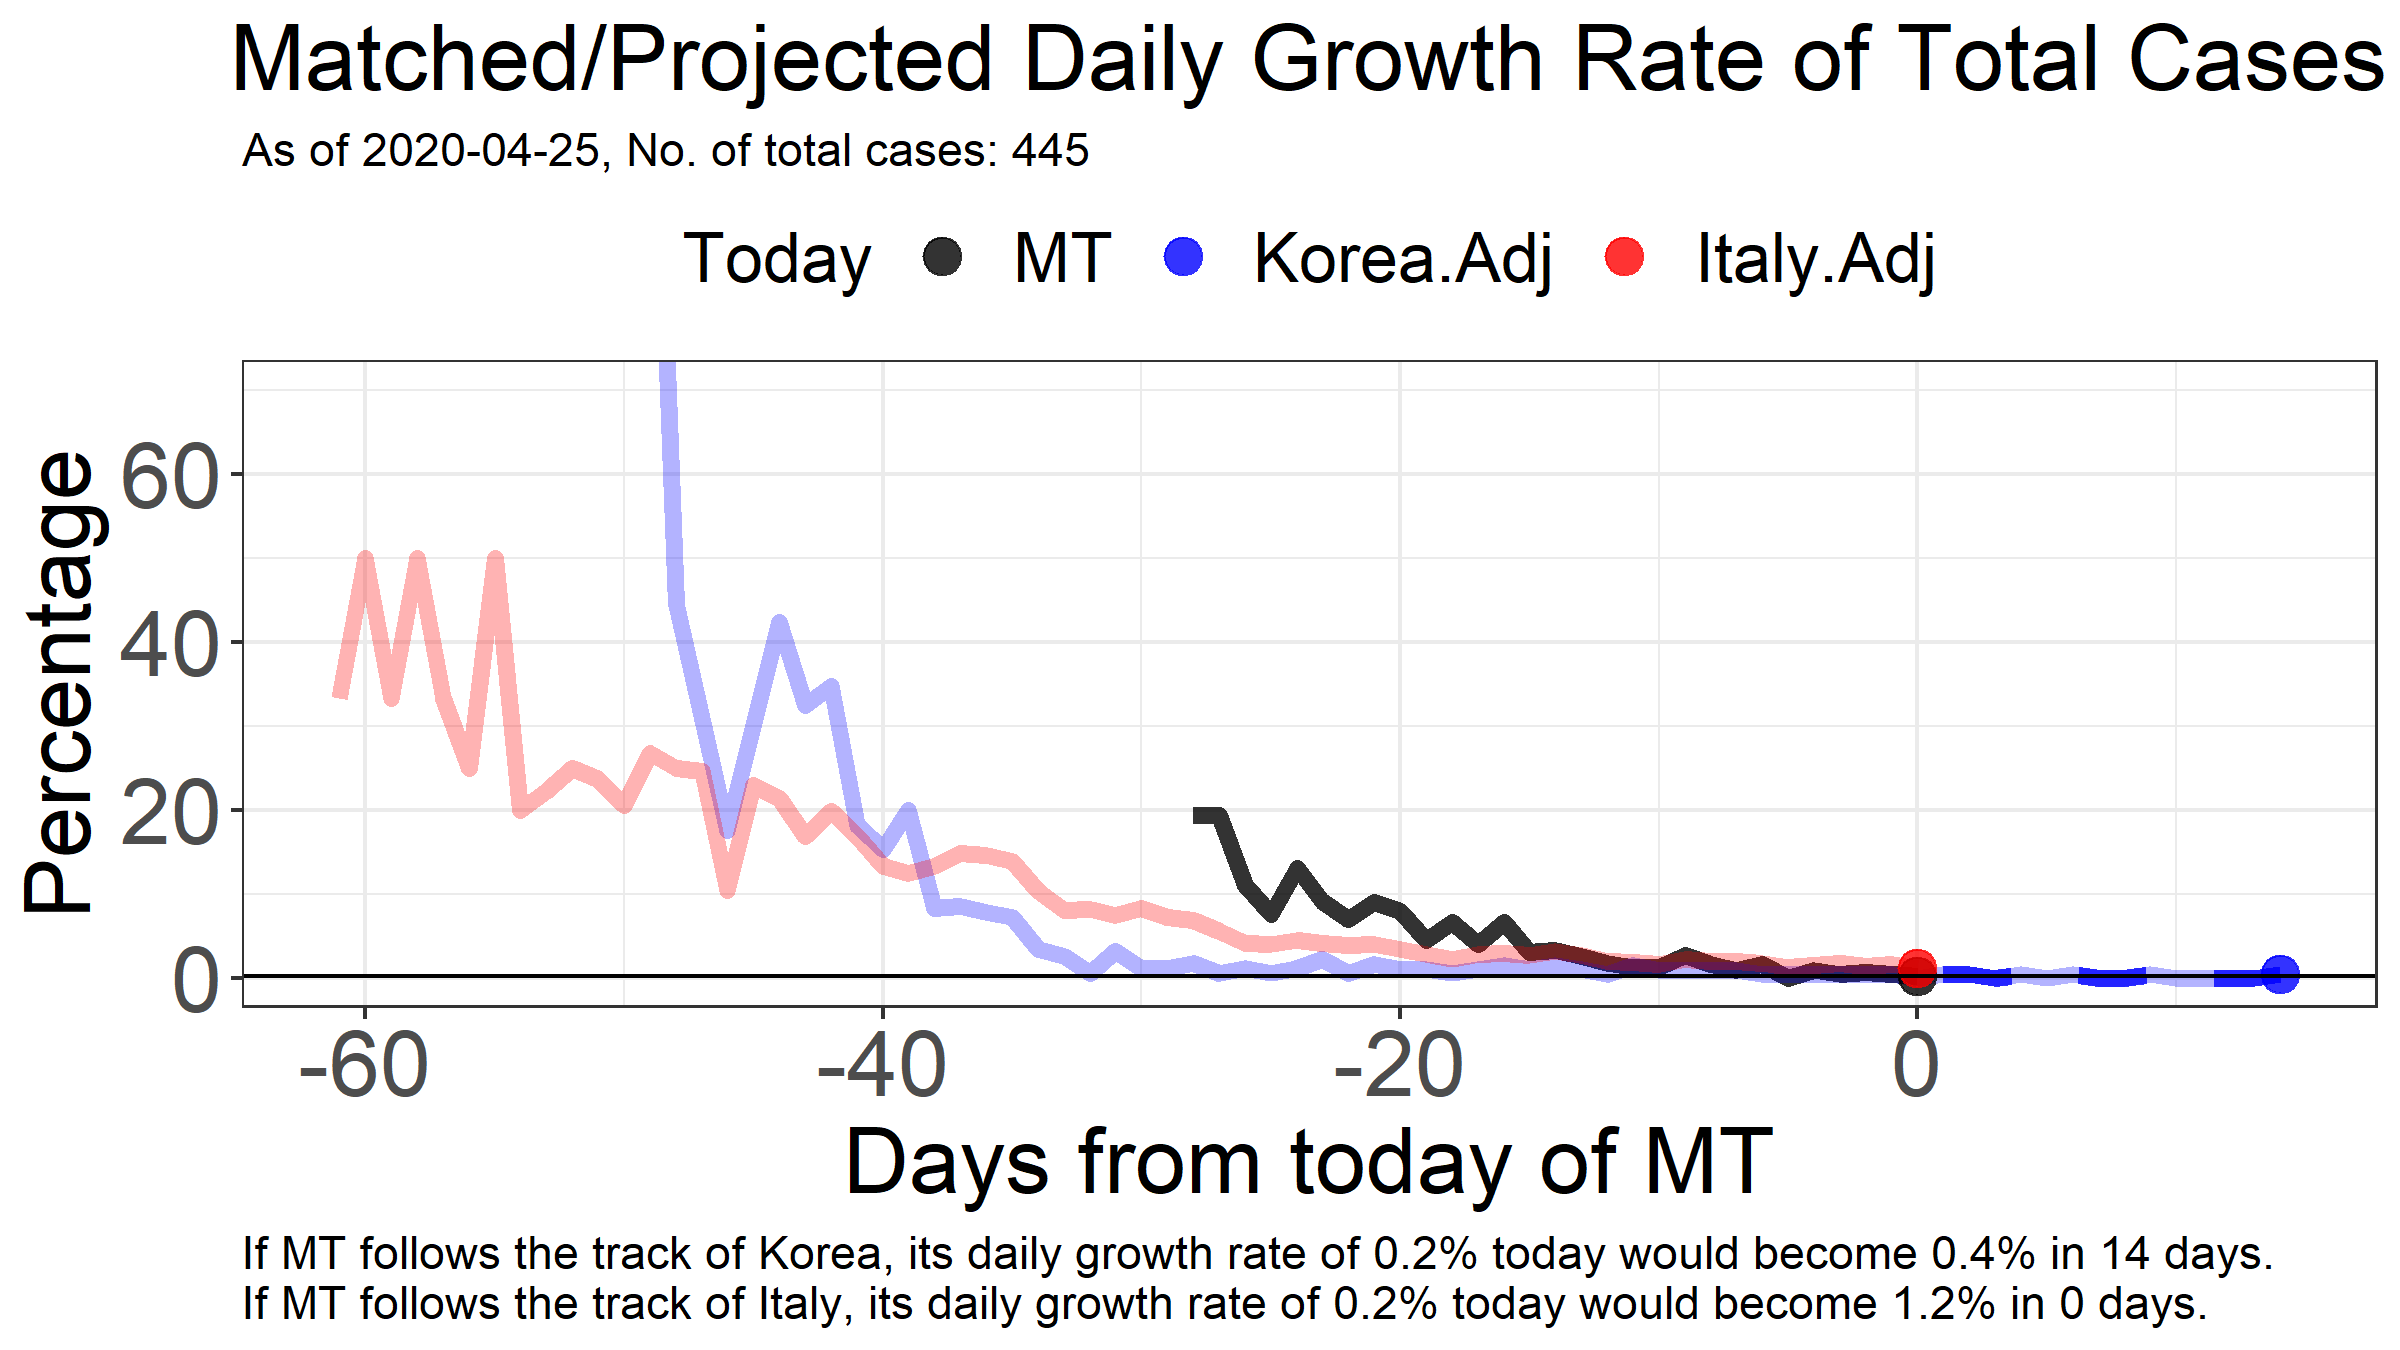 Matched/Projected Daily Growth Rate of Total Cases
As of 2020-04-25, No. of total cases: 445
Today MT Korea.Adj Italy.Adj
Percentage
60
40
20
0
-60 -40 -20 0
Days from today of MT
If MT follows the track of Korea, its daily growth rate of 0.2% today would become 0.4% in 14 days.
If MT follows the track of Italy, its daily growth rate of 0.2% today would become 1.2% in 0 days.